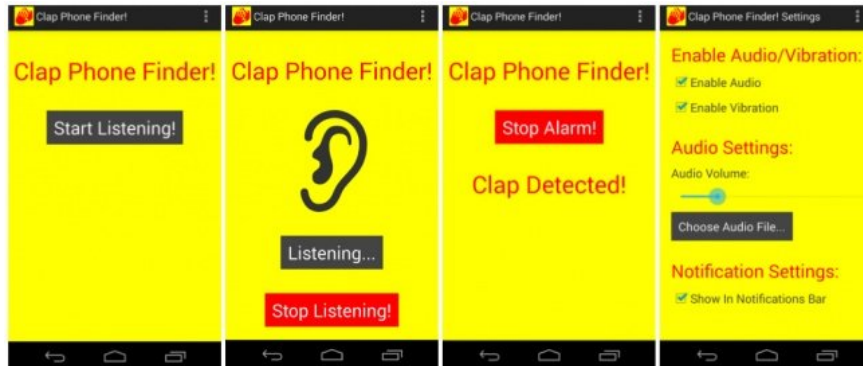 Clap Phone Finder!
Clap Phone Finder!
Start Listening!
Clap Phone Finder!
Clap Phone Finder!
Listening...
Stop Listening!
Clap Phone Finder!
Clap Phone Finder!
Stop Alarm!
Clap Detected!
Clap Phone Finder! Settings
Enable Audio/Vibration:
Enable Audio
Enable Vibration
Audio Settings:
Audio Volume:
Choose Audio File...
Notification Settings:
Show In Notifications Bar